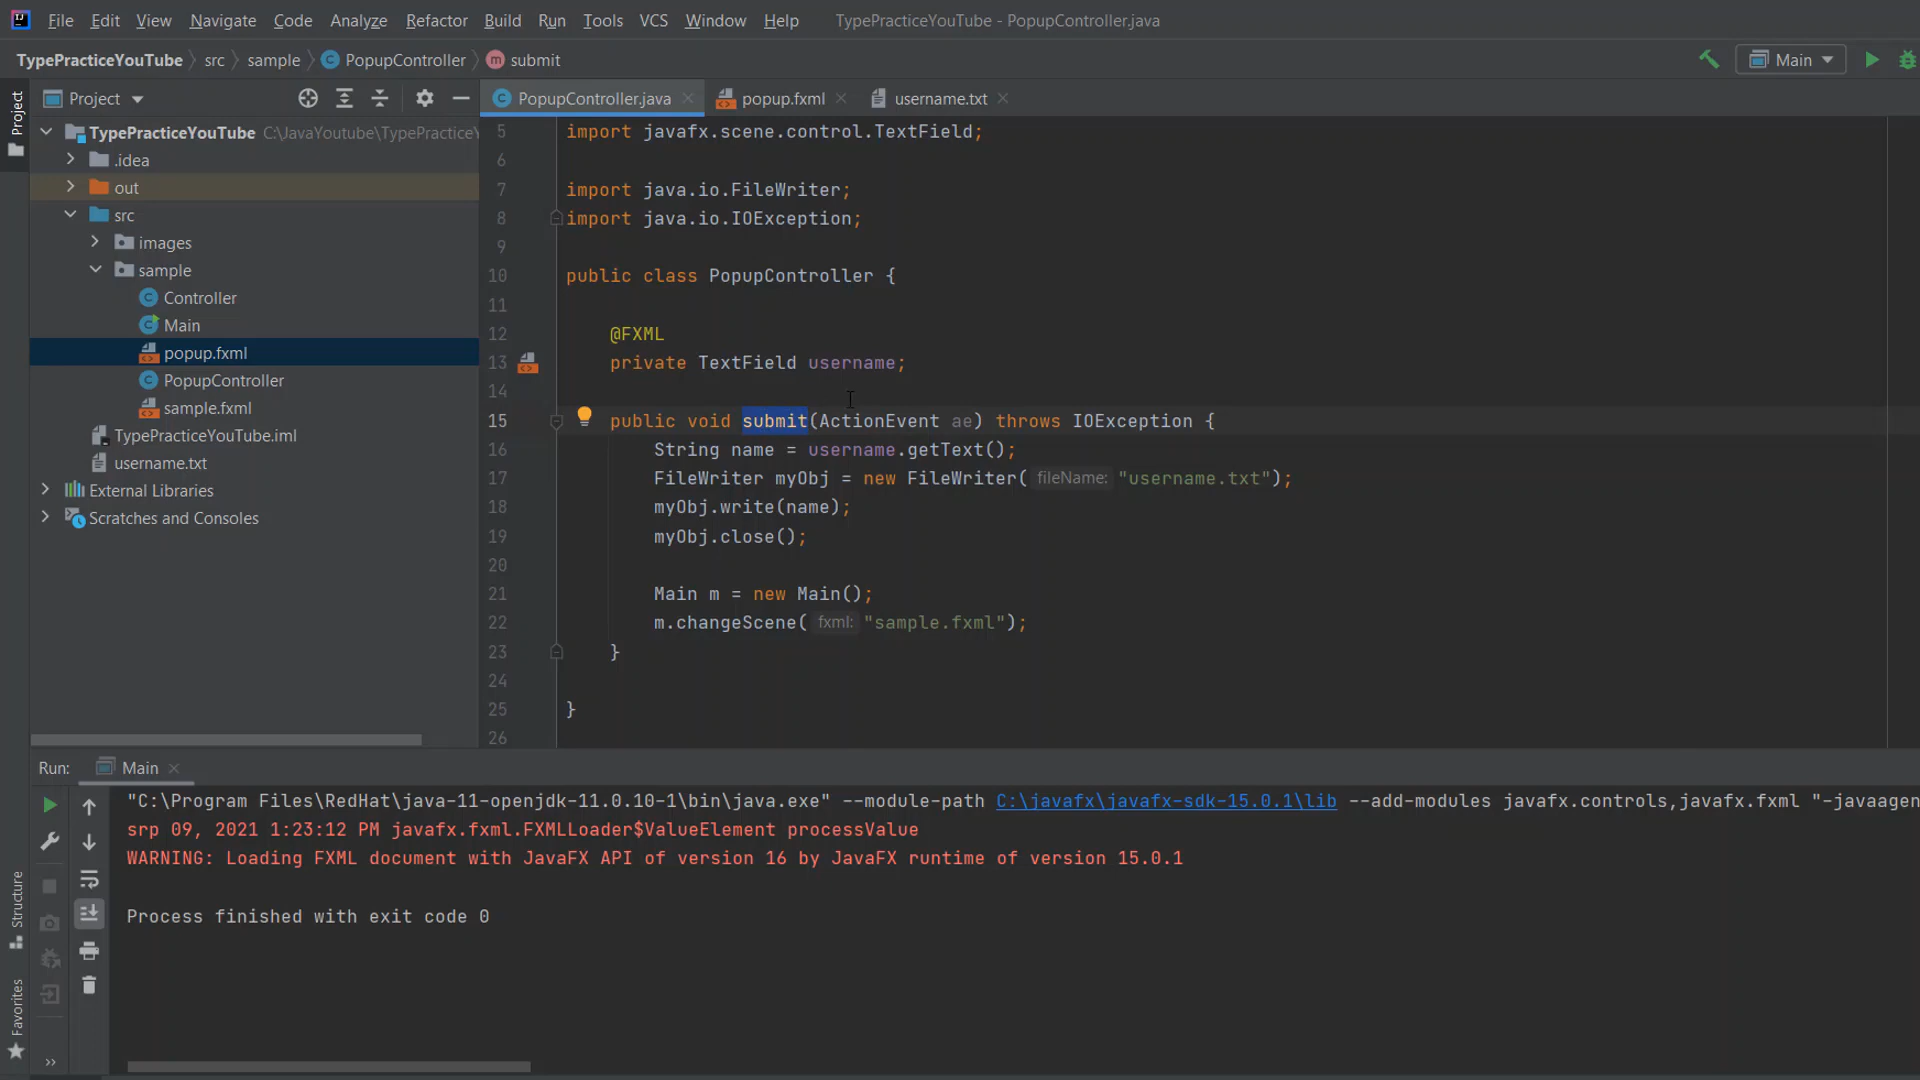 File Edit View Navigate Code Analyze Refactor Build Run Tools VCS Window Help TypePracticeYouTube - PopupController.java
TypePracticeYouTube src sample PopupController submit Main
Project
Project PopupController.java popup.fxml username.txt
TypePracticeYouTube C:\JavaYoutube\TypePracticeY
.idea
out
src
images
sample
Controller
Main
popup.fxml
PopupController
sample.fxml
TypePracticeYouTube.iml
username.txt
External Libraries
Scratches and Consoles
5 import javafx.scene.control.TextField;
6
7 import java.io.FileWriter;
8 import java.io.IOException;
9
10 public class PopupController {
11
12 @FXML
13 private TextField username;
14
15 public void submit(ActionEvent ae) throws IOException {
16 String name = username.getText();
17 FileWriter myObj = new FileWriter( fileName: "username.txt");
18 myObj.write(name);
19 myObj.close();
20
21 Main m = new Main();
22 m.changeScene( fxml: "sample.fxml");
23 }
24
25 }
26
Run: Main
"C:\Program Files\RedHat\java-11-openjdk-11.0.10-1\bin\java.exe" --module-path C:\javafx\javafx-sdk-15.0.1\lib --add-modules javafx.controls,javafx.fxml "-javaagen
srp 09, 2021 1:23:12 PM javafx.fxml.FXMLLoader$ValueElement processValue
WARNING: Loading FXML document with JavaFX API of version 16 by JavaFX runtime of version 15.0.1
Process finished with exit code 0
Structure
Favorites